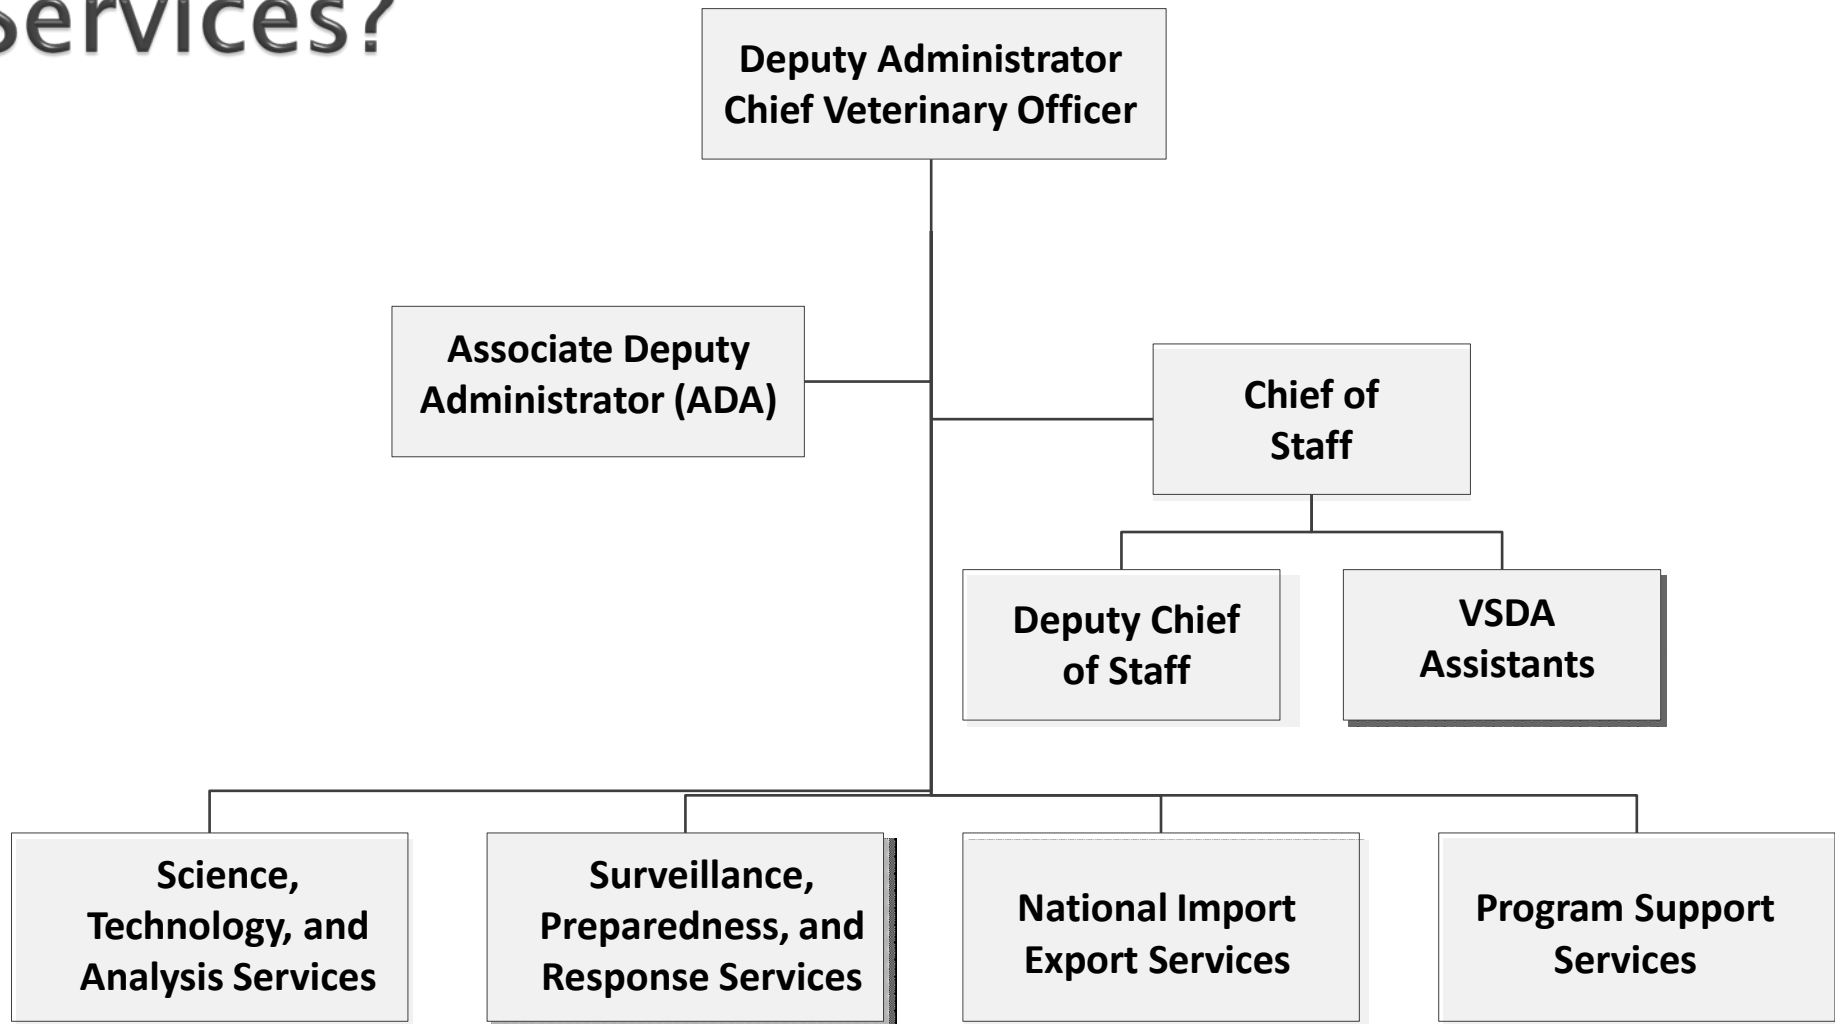 Services?
Deputy Administrator
Chief Veterinary Officer
Associate Deputy
Administrator (ADA)
Chief of
Staff
Deputy Chief
of Staff
VSDA
Assistants
Science,
Technology, and
Analysis Services
Surveillance,
Preparedness, and
Response Services
National Import
Export Services
Program Support
Services